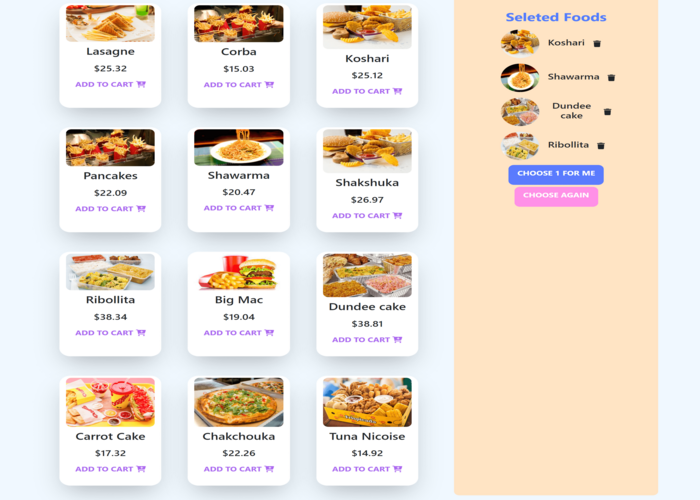 Lasagne
$25.32
ADD TO CART
Corba
$15.03
ADD TO CART
Koshari
$25.12
ADD TO CART
Pancakes
$22.09
ADD TO CART
Shawarma
$20.47
ADD TO CART
Shakshuka
$26.97
ADD TO CART
Ribollita
$38.34
ADD TO CART
Big Mac
$19.04
ADD TO CART
Dundee cake
$38.81
ADD TO CART
Carrot Cake
$17.32
ADD TO CART
Chakchouka
$22.26
ADD TO CART
Tuna Nicoise
$14.92
ADD TO CART
Seleted Foods
Koshari
Shawarma
Dundee
cake
Ribollita
CHOOSE 1 FOR ME
CHOOSE AGAIN